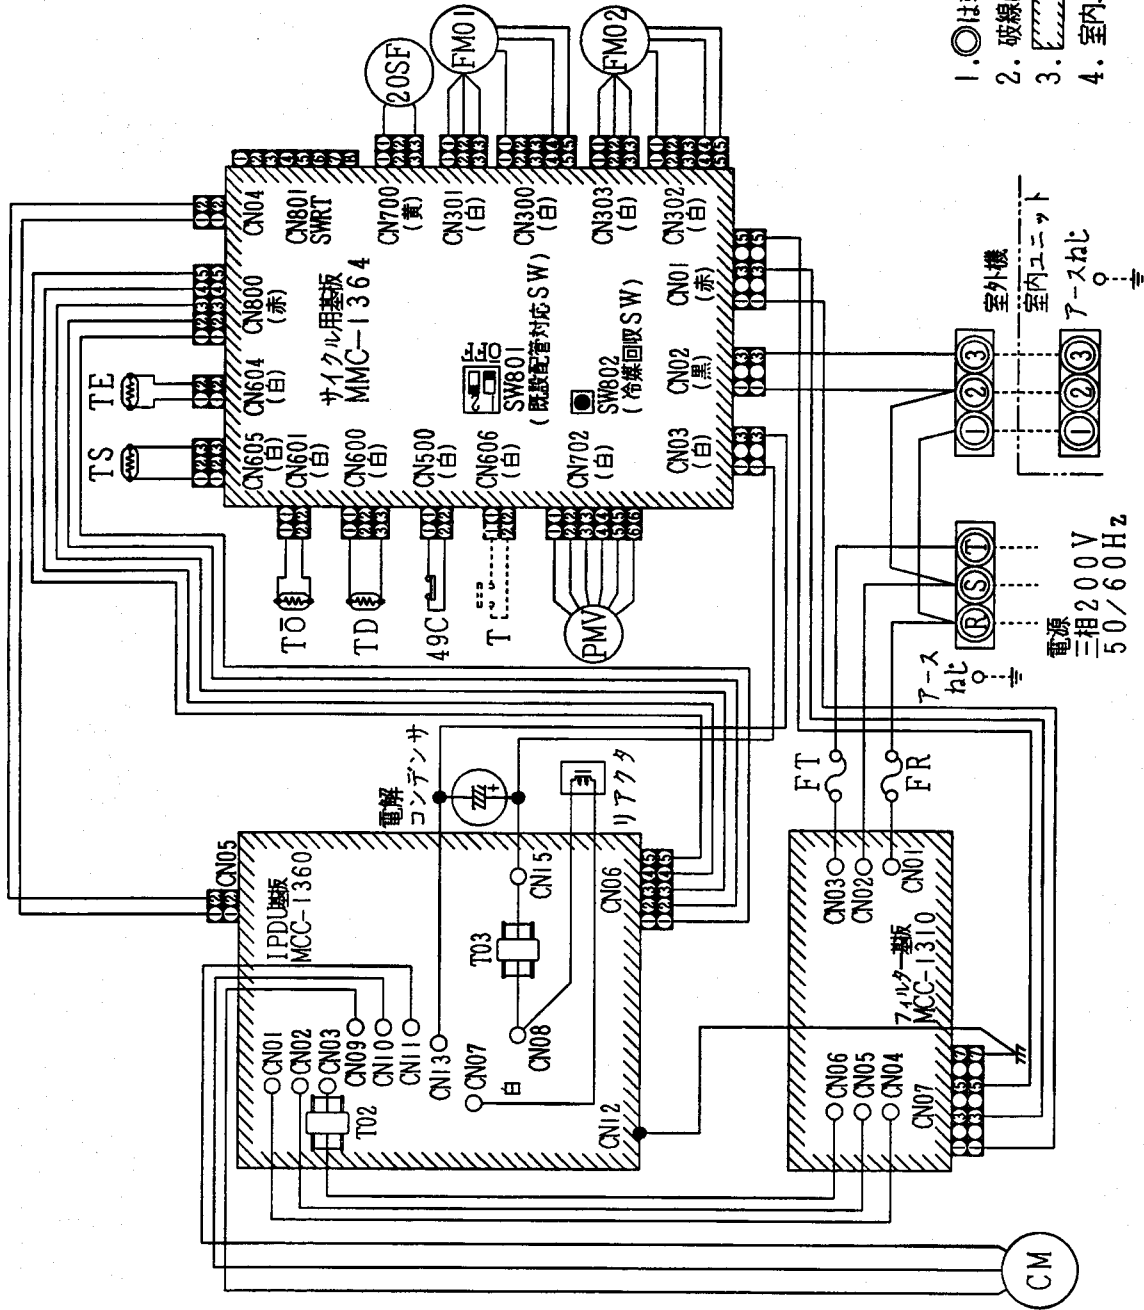 1.◎は
2. 破線
3.
4. 室内
FM02
FM01
20SF
CN04
CN801
SWRT
CN700
(黄)
CN301
(白)
CN300
(白)
CN303
(白)
CN302
(白)
CN800
(赤)
サイクル用基板
MMC-1364
CN604
(白)
TE
TS
CN605
(白)
CN601
(白)
CN600
(白)
CN500
(白)
CN606
(白)
CN702
(白)
CN03
(白)
CN02
(黒)
CN01
(赤)
OFF
SW801
(既設配管対応SW)
SW802
(冷媒回収SW)
TO
TD
49C
T
PMV
室外機
室内ユニット
① ② ③
① ② ③
アースねじ
Ⓡ Ⓢ Ⓣ
電源
三相200V
50/60Hz
アース
ねじ
FT
FR
電解
コンデンサ
+
リアクタ
CN05
IPDU基板
MCC-1360
CN15
CN06
T03
CN01
CN02
CN03
CN09
CN10
CN11
CN13
CN07
CN08
白
T02
CN12
CN03
CN02
CN01
フィルター基板
MCC-1310
CN06
CN05
CN04
CN07
CM